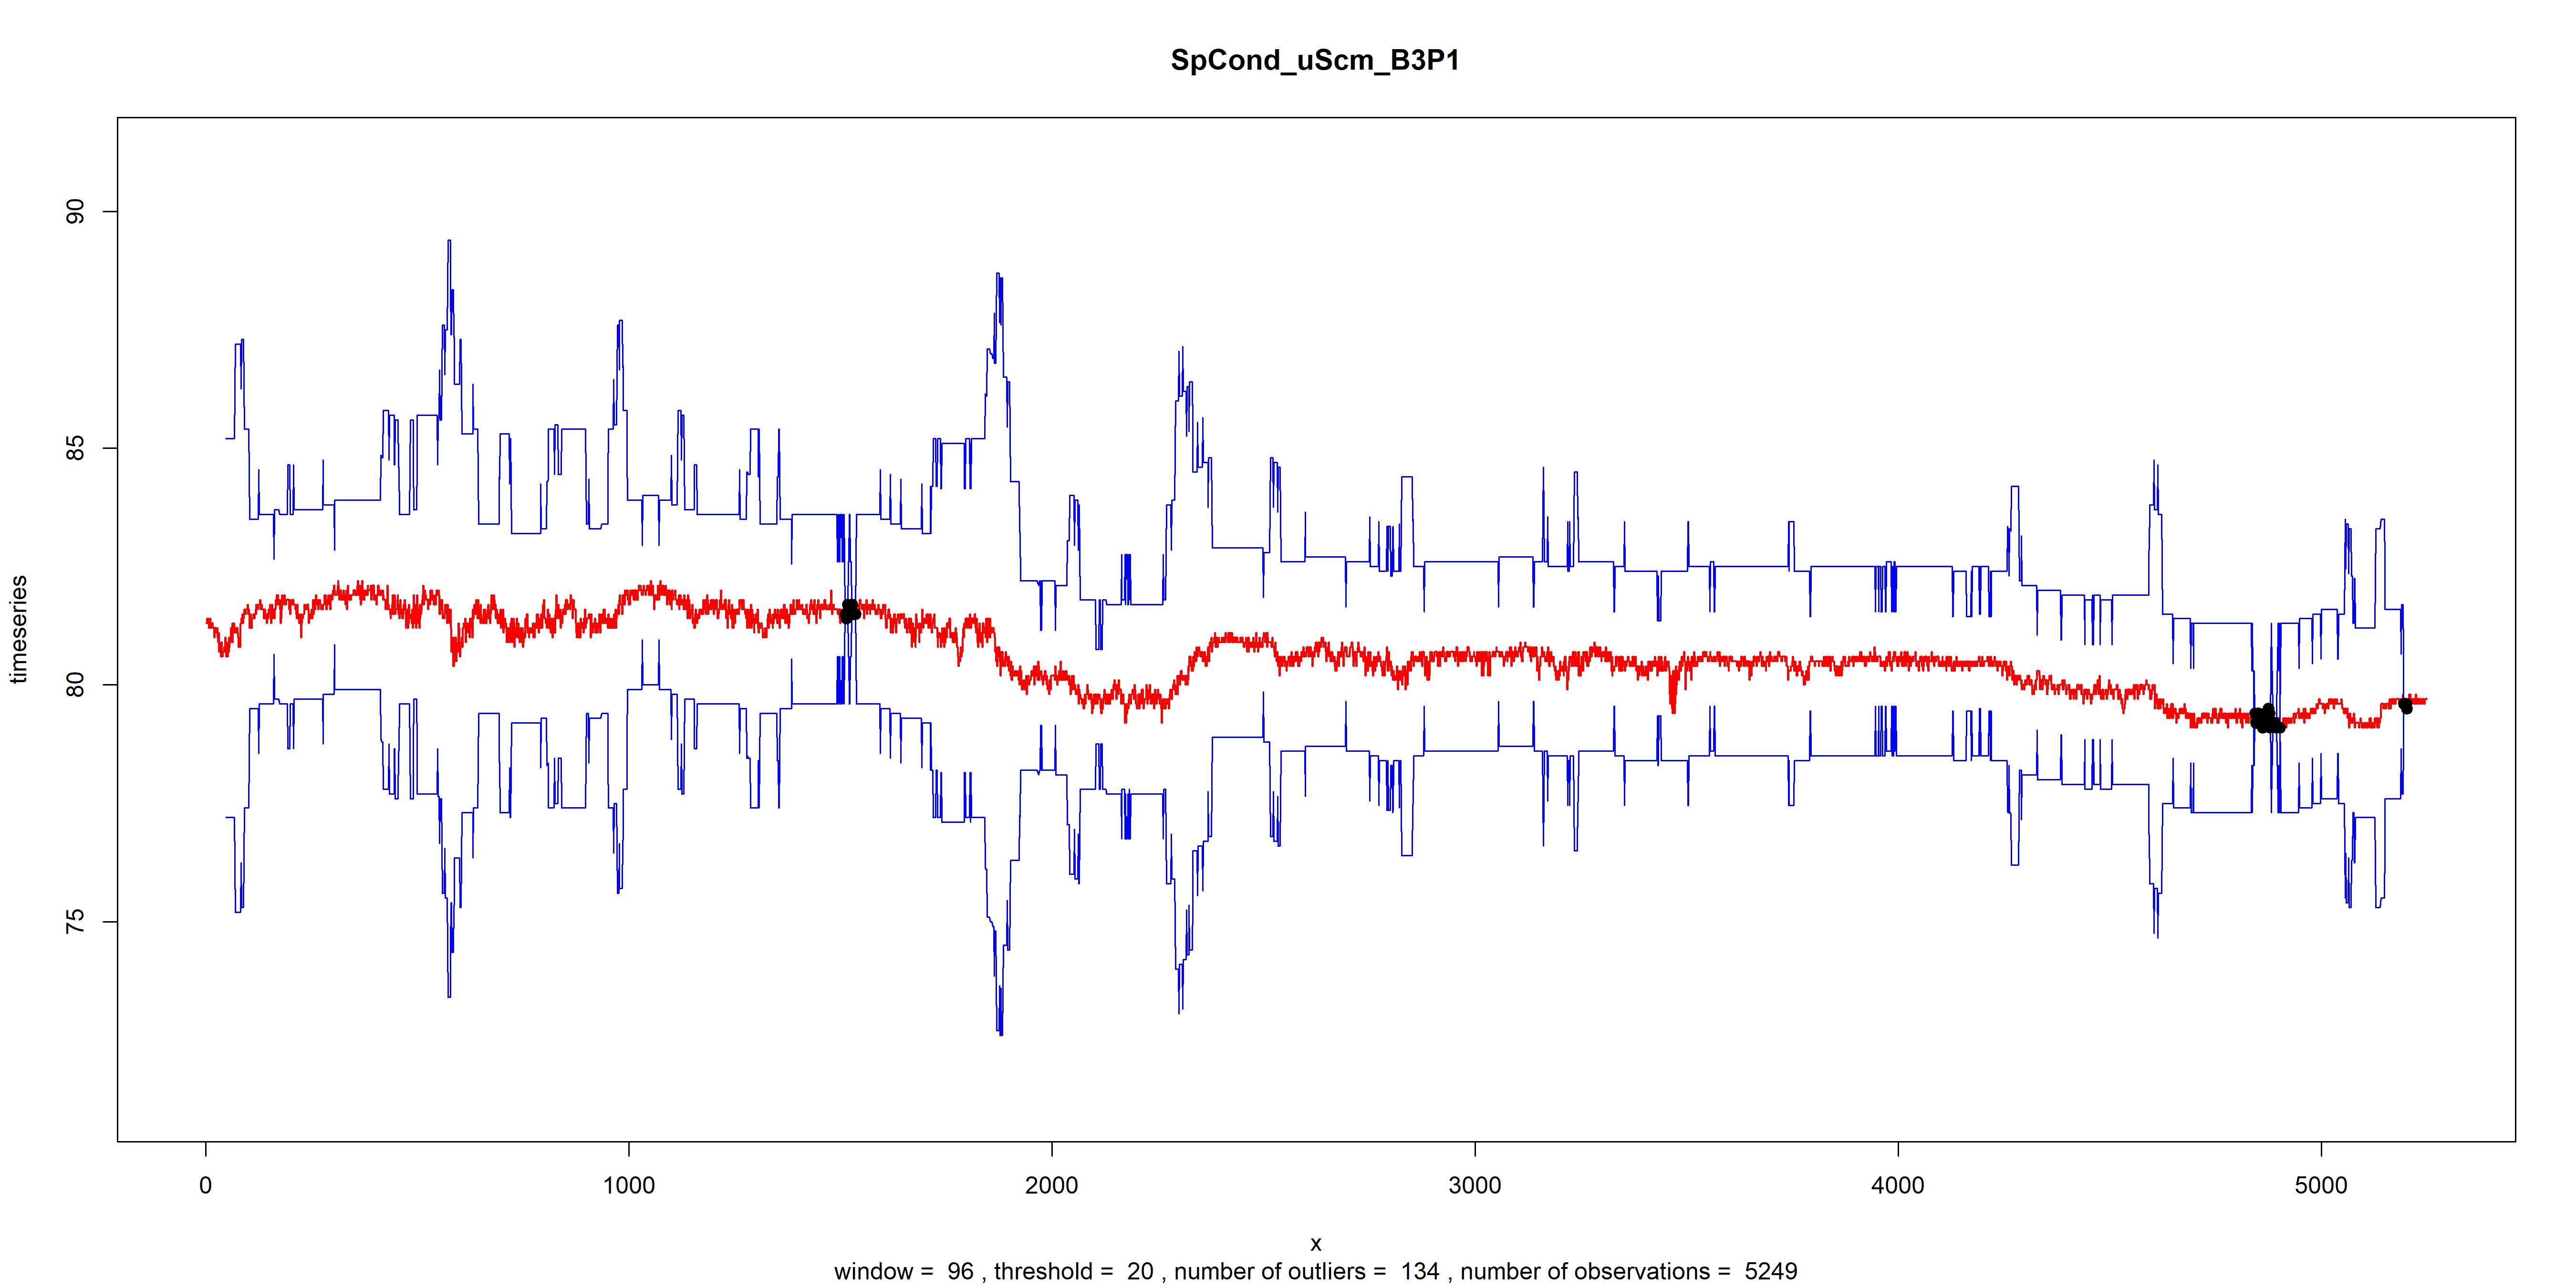 SpCond_uScm_B3P1
timeseries
90
85
80
75
0 1000 2000 3000 4000 5000
x
window =  96 , threshold =  20 , number of outliers =  134 , number of observations =  5249